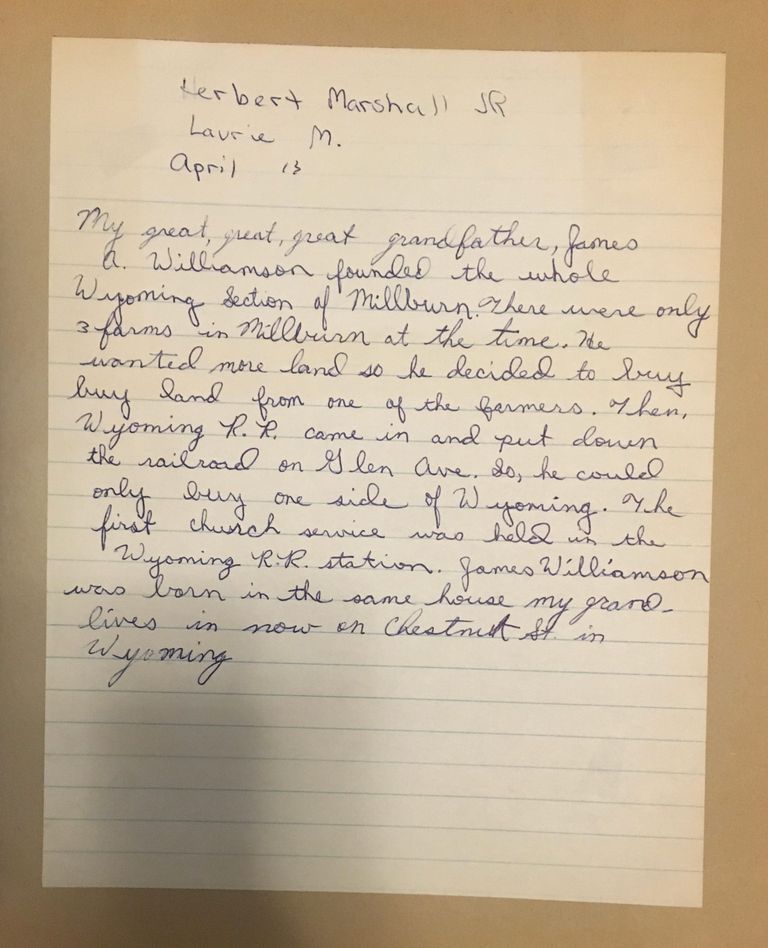 Herbert Marshall JR
Laurie M.
April 13
My great, great, great grandfather, James
A. Williamson founded the whole
Wyoming Section of Millburn. There were only
3 farms in Millburn at the time. He
wanted more land so he decided to buy
buy land from one of the farmers. Then,
Wyoming R.R. came in and put down
the railroad on Glen Ave. So, he could
only buy one side of Wyoming. The
first church service was held in the
Wyoming R.R. station. James Williamson
was born in the same house my grand-
lives in now on Chestnut St. in
Wyoming